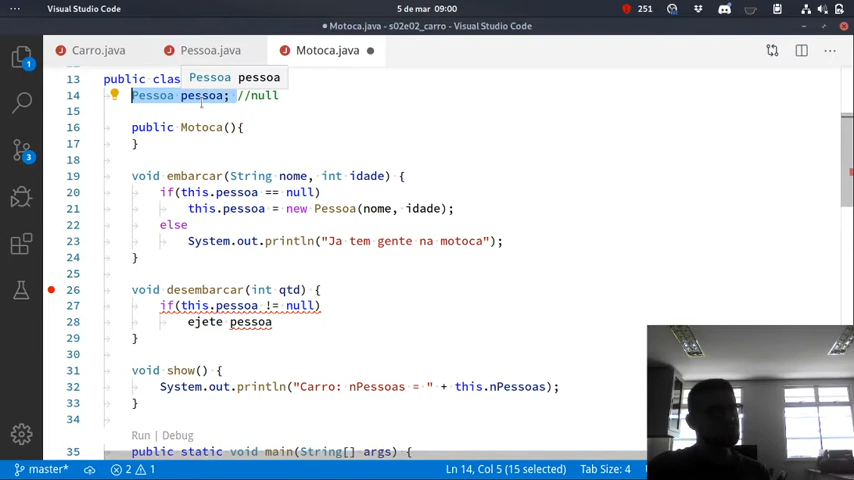 Visual Studio Code
5 de mar 09:00
251
● Motoca.java - s02e02_carro - Visual Studio Code
Carro.java
Pessoa.java
Motoca.java
Pessoa pessoa
13 public clas
14 Pessoa pessoa; //null
15
16 public Motoca(){
17 }
18
19 void embarcar(String nome, int idade) {
20 if(this.pessoa == null)
21 this.pessoa = new Pessoa(nome, idade);
22 else
23 System.out.println("Ja tem gente na motoca");
24 }
25
26 void desembarcar(int qtd) {
27 if(this.pessoa != null)
28 ejete pessoa
29 }
30
31 void show() {
32 System.out.println("Carro: nPessoas = " + this.nPessoas);
33 }
34
Run | Debug
35 public static void main(String[] args) {
1
3
master* 2 1
Ln 14, Col 5 (15 selected) Tab Size: 4